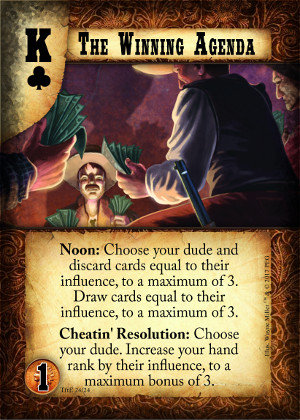 K
THE WINNING AGENDA
Noon: Choose your dude and
discard cards equal to their
influence, to a maximum of 3.
Draw cards equal to their
influence, to a maximum of 3.
Cheatin' Resolution: Choose
your dude. Increase your hand
rank by their influence, to a
maximum bonus of 3.
1
24/24